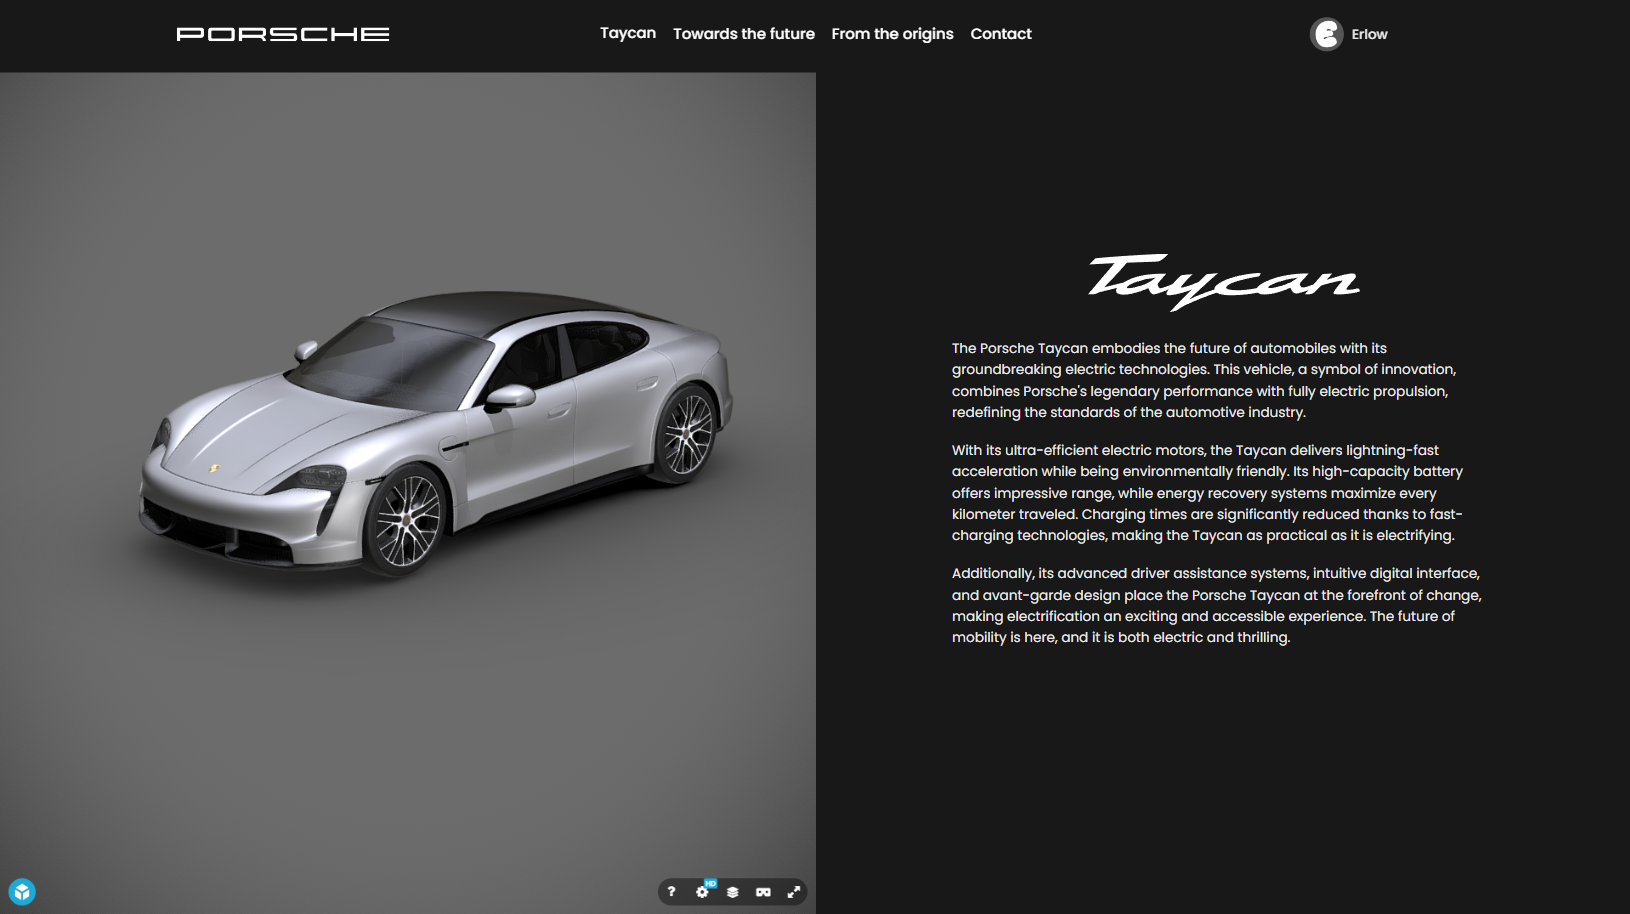 PORSCHE
Taycan
Towards the future
From the origins
Contact
Erlow
Taycan
The Porsche Taycan embodies the future of automobiles with its
groundbreaking electric technologies. This vehicle, a symbol of innovation,
combines Porsche's legendary performance with fully electric propulsion,
redefining the standards of the automotive industry.
With its ultra-efficient electric motors, the Taycan delivers lightning-fast
acceleration while being environmentally friendly. Its high-capacity battery
offers impressive range, while energy recovery systems maximize every
kilometer traveled. Charging times are significantly reduced thanks to fast-
charging technologies, making the Taycan as practical as it is electrifying.
Additionally, its advanced driver assistance systems, intuitive digital interface,
and avant-garde design place the Porsche Taycan at the forefront of change,
making electrification an exciting and accessible experience. The future of
mobility is here, and it is both electric and thrilling.
?
HD